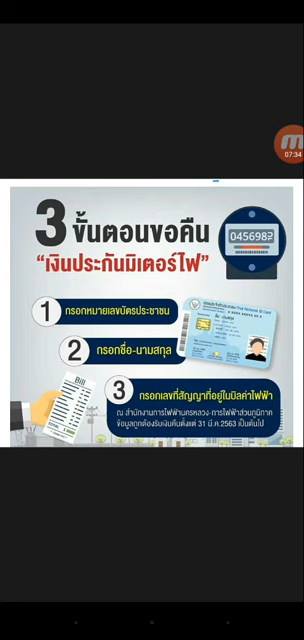 07:34
3 ขั้นตอนขอคืน
“เงินประกันมิเตอร์ไฟ”
045698
1 กรอกหมายเลขบัตรประชาชน
Thai National ID Card
2 กรอกชื่อ-นามสกุล
Bill
3 กรอกเลขที่สัญญาที่อยู่ในบิลค่าไฟฟ้า
ณ สำนักงานการไฟฟ้านครหลวง-การไฟฟ้าส่วนภูมิภาค
ข้อมูลถูกต้องรับเงินคืนตั้งแต่ 31 มี.ค.2563 เป็นต้นไป